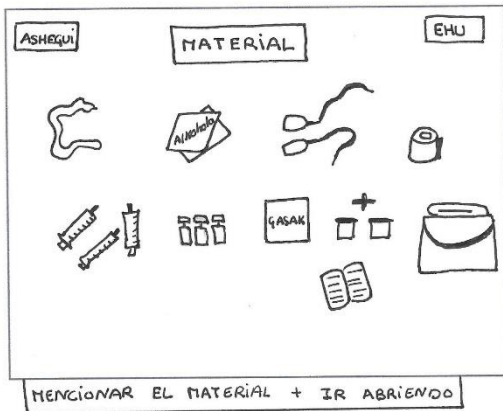 ASHEGUI
MATERIAL
EHU
Alkohola
GASAK
+
MENCIONAR EL MATERIAL + IR ABRIENDO